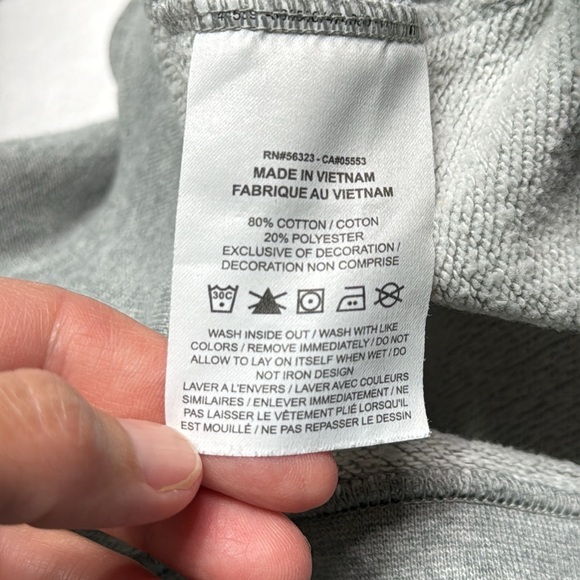 RN#56323 - CA#05553
MADE IN VIETNAM
FABRIQUE AU VIETNAM
80% COTTON / COTON
20% POLYESTER
EXCLUSIVE OF DECORATION /
DECORATION NON COMPRISE
30C
WASH INSIDE OUT / WASH WITH LIKE
COLORS / REMOVE IMMEDIATELY / DO NOT
ALLOW TO LAY ON ITSELF WHEN WET / DO
NOT IRON DESIGN
LAVER A L'ENVERS / LAVER AVEC COULEURS
SIMILAIRES / ENLEVER IMMEDIATEMENT / NE
PAS LAISSER LE VÊTEMENT PLIÉ LORSQU'IL
EST MOUILLÉ / NE PAS REPASSER LE DESSIN